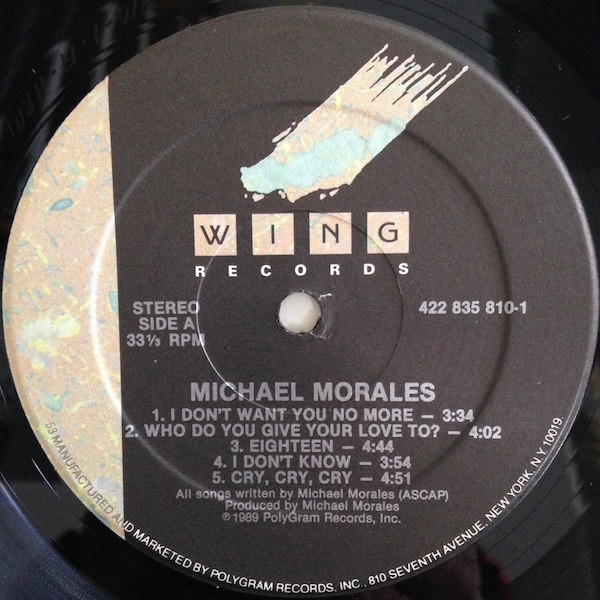 WING
RECORDS
STEREO
SIDE A
33⅓ RPM
422 835 810-1
MICHAEL MORALES
1. I DON'T WANT YOU NO MORE – 3:34
2. WHO DO YOU GIVE YOUR LOVE TO? – 4:02
3. EIGHTEEN – 4:44
4. I DON'T KNOW – 3:54
5. CRY, CRY, CRY – 4:51
All songs written by Michael Morales (ASCAP)
Produced by Michael Morales
℗1989 PolyGram Records, Inc.
53 MANUFACTURED AND MARKETED BY POLYGRAM RECORDS, INC., 810 SEVENTH AVENUE, NEW YORK, N.Y. 10019.